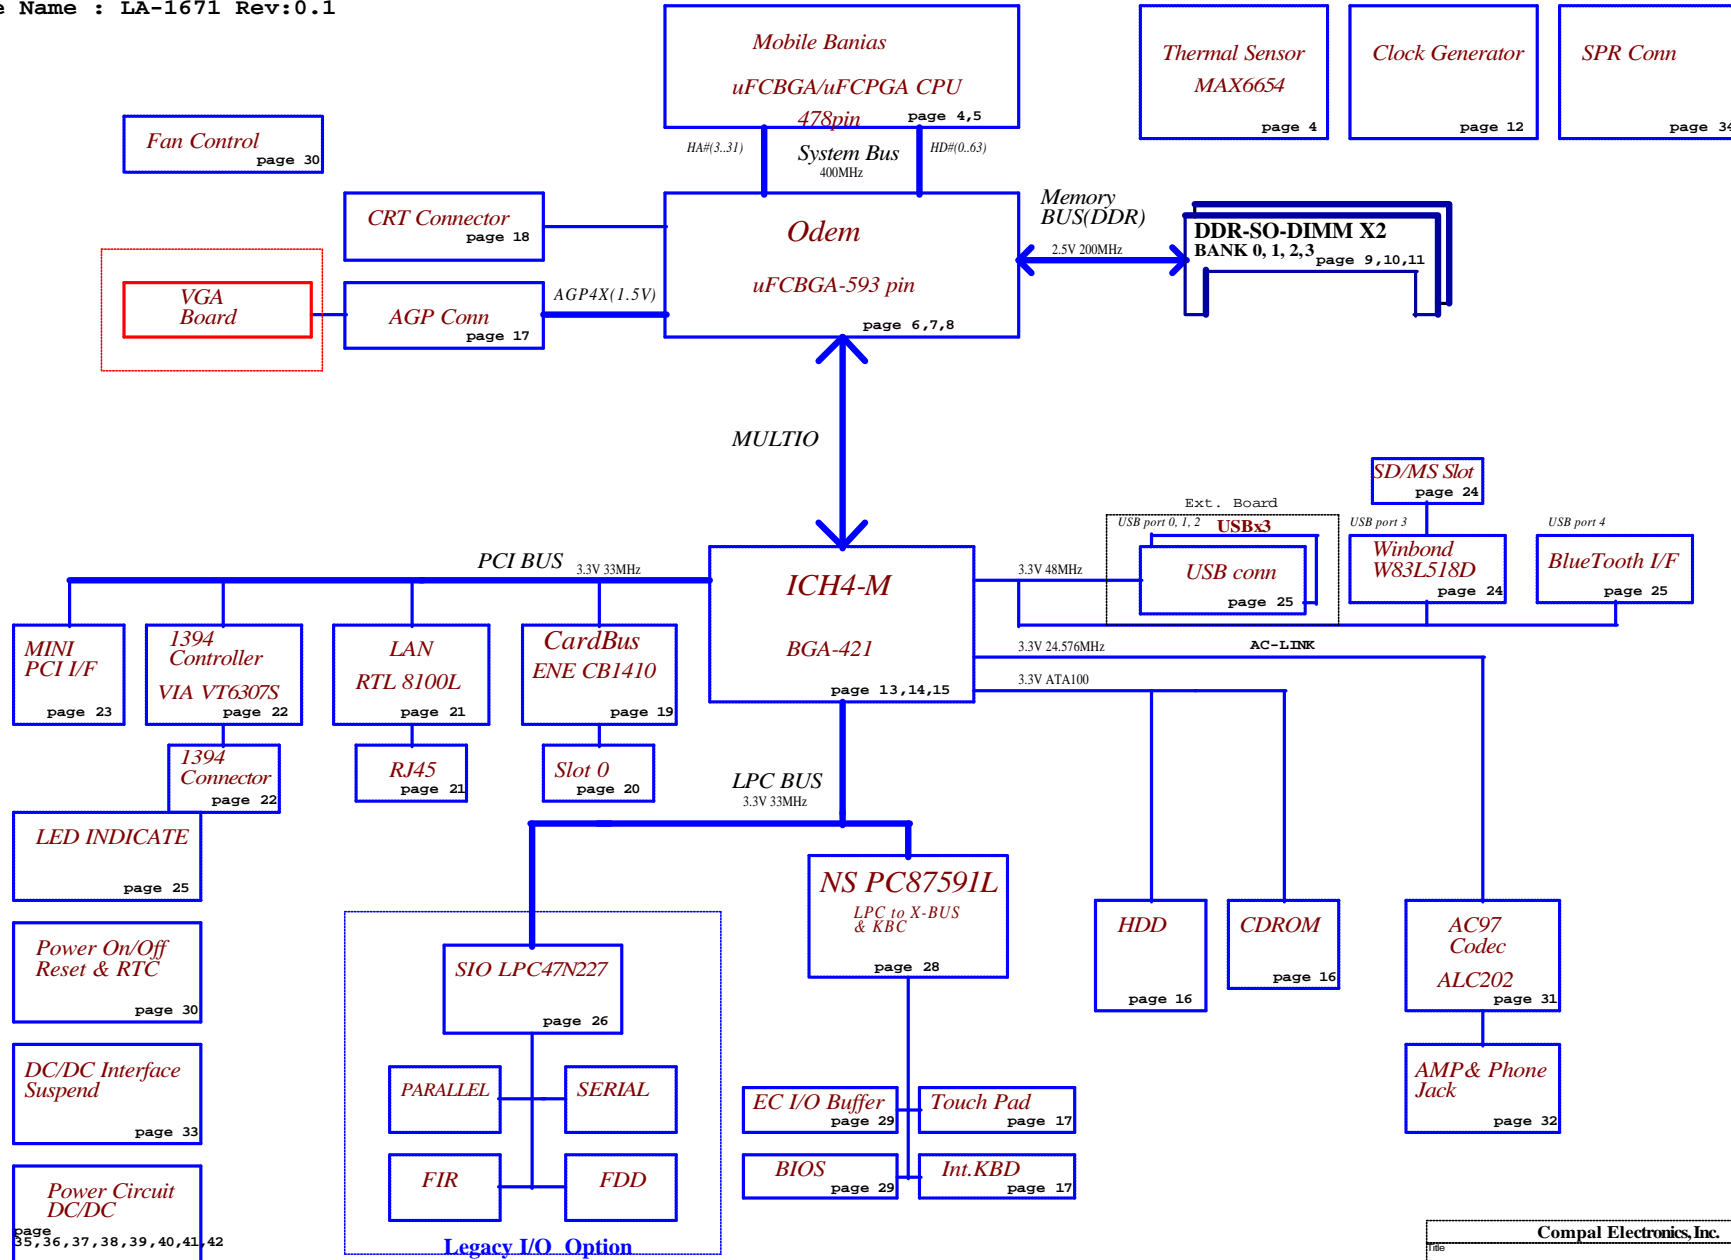 e Name : LA-1671 Rev:0.1
Mobile Banias
uFCBGA/uFCPGA CPU
478pin
page 4,5
Thermal Sensor
MAX6654
page 4
Clock Generator
page 12
SPR Conn
page 34
Fan Control
page 30
HA#(3..31)
System Bus
400MHz
HD#(0..63)
CRT Connector
page 18
Odem
uFCBGA-593 pin
page 6,7,8
Memory
BUS(DDR)
2.5V 200MHz
DDR-SO-DIMM X2
BANK 0, 1, 2,3
page 9,10,11
VGA
Board
AGP Conn
page 17
AGP4X(1.5V)
MULTIO
SD/MS Slot
page 24
Ext. Board
USB port 0, 1, 2
USBx3
USB conn
page 25
USB port 3
Winbond
W83L518D
page 24
USB port 4
BlueTooth I/F
page 25
PCI BUS
3.3V 33MHz
ICH4-M
BGA-421
page 13,14,15
3.3V 48MHz
3.3V 24.576MHz
AC-LINK
3.3V ATA100
MINI
PCI I/F
page 23
1394
Controller
VIA VT6307S
page 22
LAN
RTL 8100L
page 21
CardBus
ENE CB1410
page 19
1394
Connector
page 22
RJ45
page 21
Slot 0
page 20
LPC BUS
3.3V 33MHz
LED INDICATE
page 25
NS PC87591L
LPC to X-BUS
& KBC
page 28
HDD
page 16
CDROM
page 16
AC97
Codec
ALC202
page 31
Power On/Off
Reset & RTC
page 30
SIO LPC47N227
page 26
DC/DC Interface
Suspend
page 33
PARALLEL
SERIAL
EC I/O Buffer
page 29
Touch Pad
page 17
AMP& Phone
Jack
page 32
Power Circuit
DC/DC
page
35,36,37,38,39,40,41,42
FIR
FDD
BIOS
page 29
Int.KBD
page 17
Legacy I/O Option
Compal Electronics, Inc.
Title